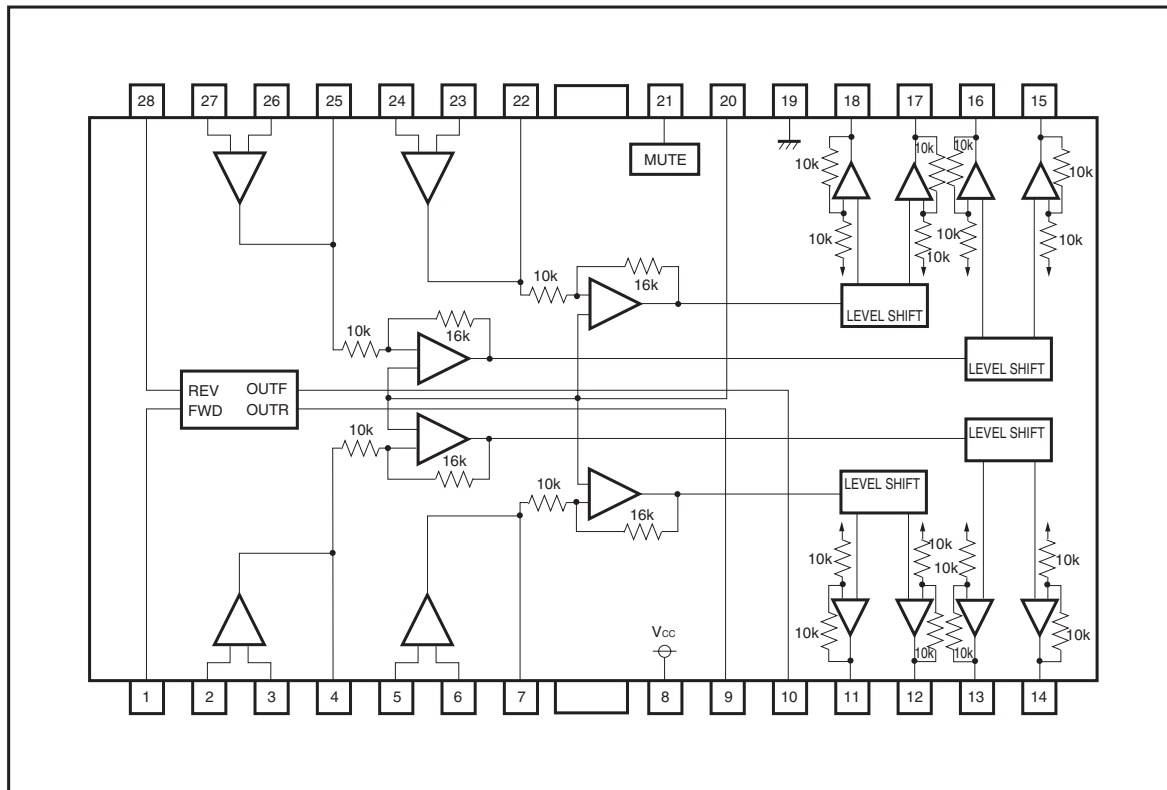 28 27 26 25 24 23 22 21 20 19 18 17 16 15
MUTE
10k 10k 10k 10k
10k 10k 10k 10k
10k 16k
LEVEL SHIFT
10k 16k
LEVEL SHIFT
REV OUTF
FWD OUTR
10k 16k
LEVEL SHIFT
10k 16k
LEVEL SHIFT
10k 10k 10k 10k
10k 10k 10k 10k
Vcc
1 2 3 4 5 6 7 8 9 10 11 12 13 14